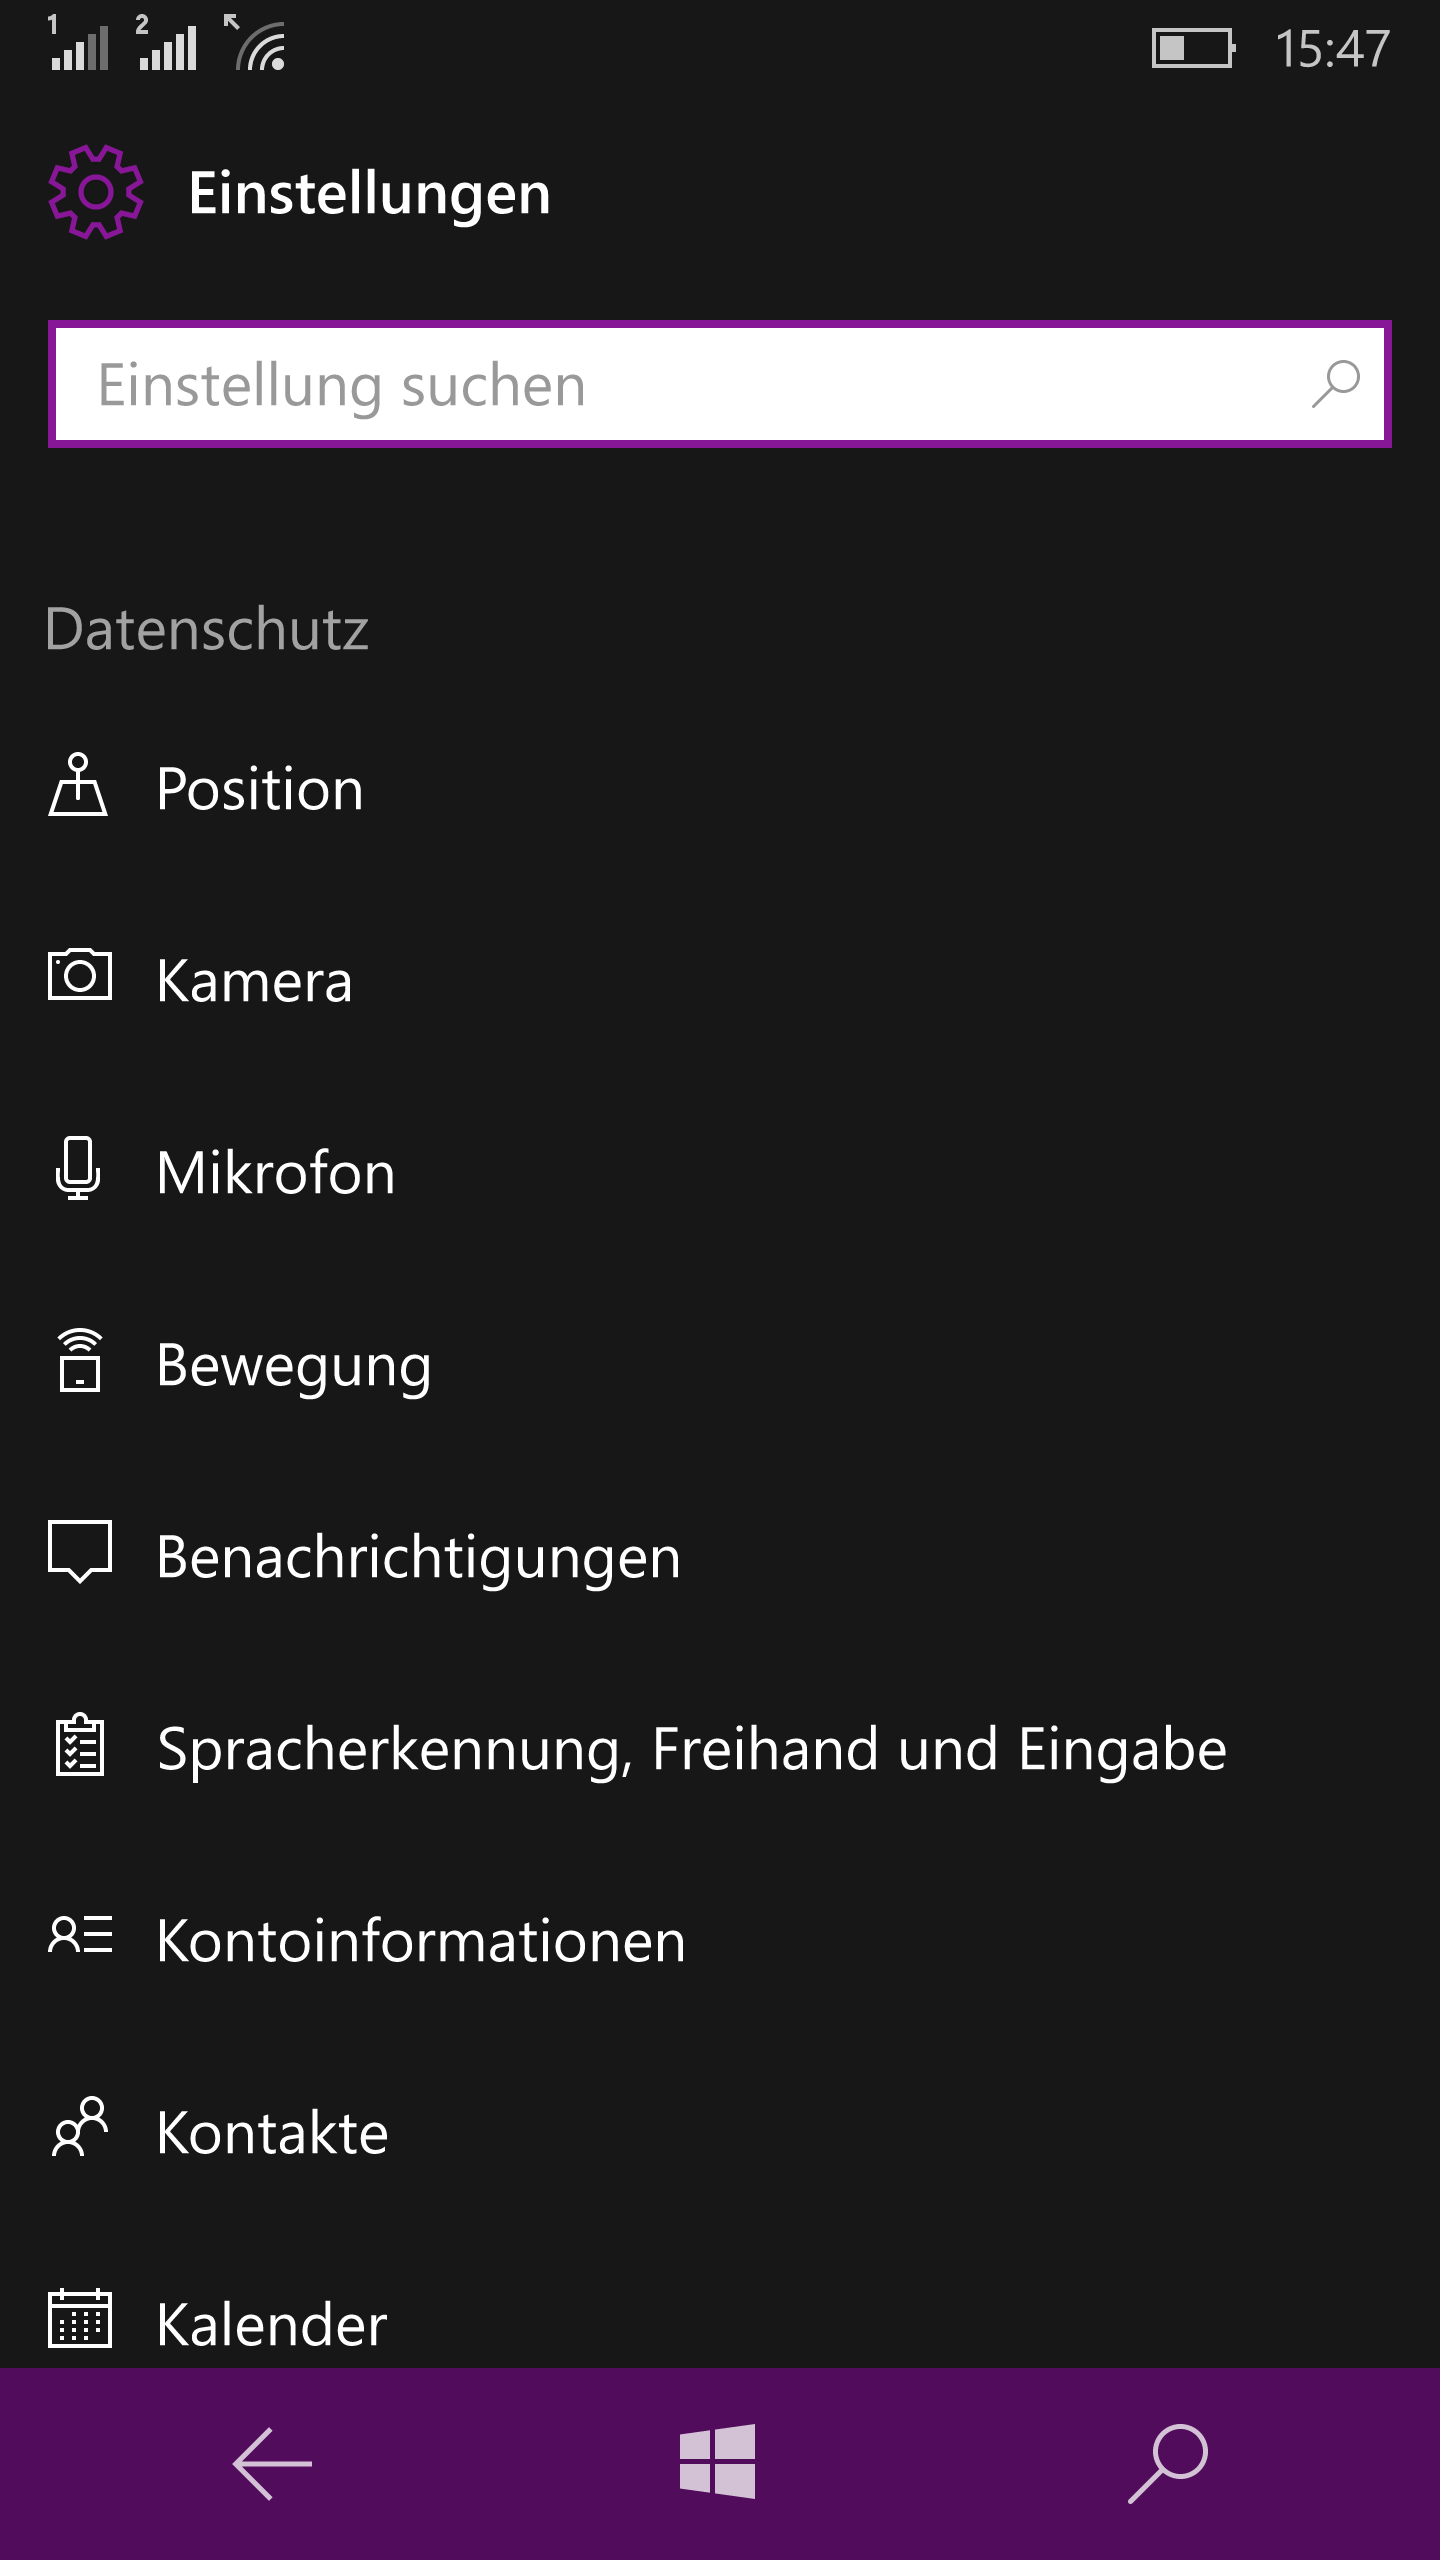 1 2 15:47
Einstellungen
Einstellung suchen
Datenschutz
Position
Kamera
Mikrofon
Bewegung
Benachrichtigungen
Spracherkennung, Freihand und Eingabe
Kontoinformationen
Kontakte
Kalender